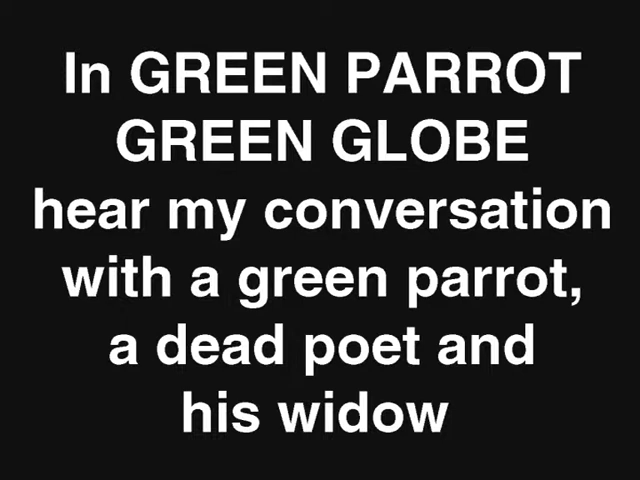 In GREEN PARROT
GREEN GLOBE
hear my conversation
with a green parrot,
a dead poet and
his widow